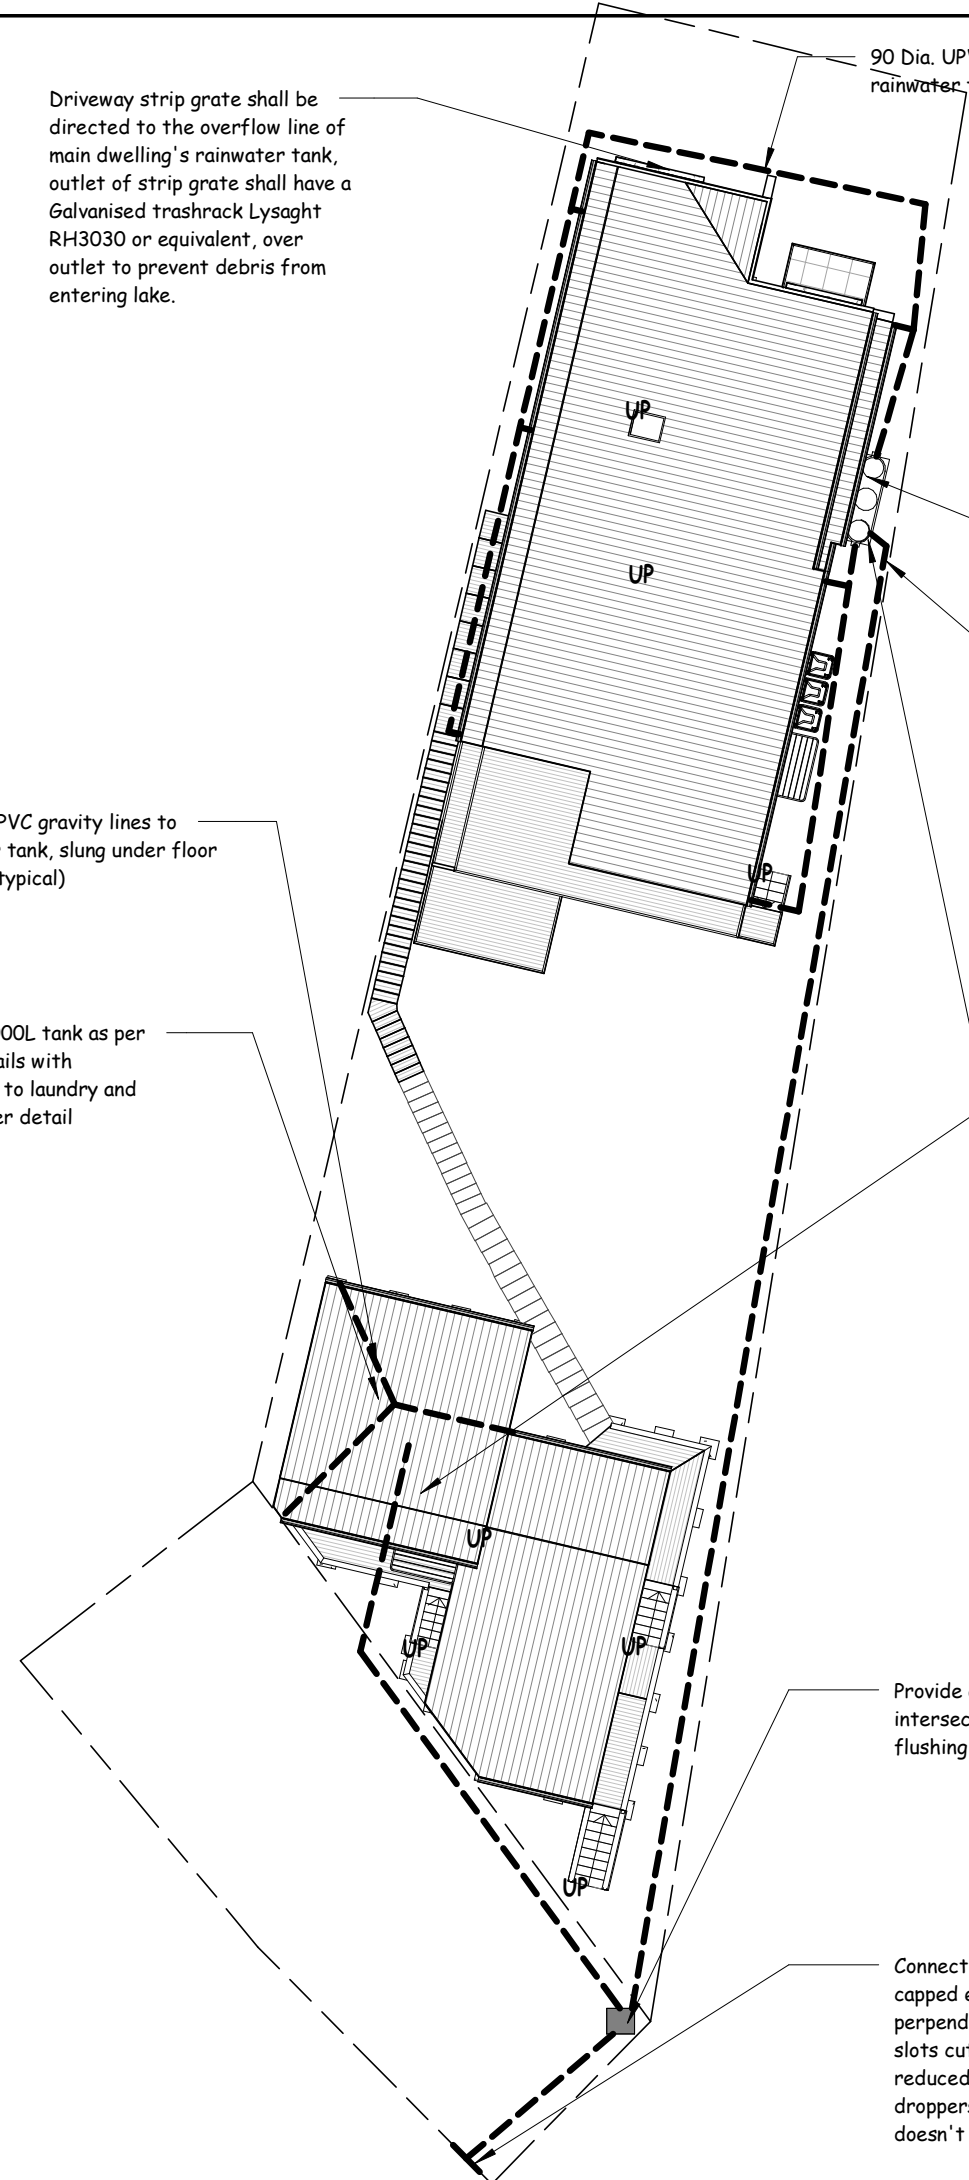 90 Dia. UPV
rainwater
Driveway strip grate shall be
directed to the overflow line of
main dwelling's rainwater tank,
outlet of strip grate shall have a
Galvanised trashrack Lysaght
RH3030 or equivalent, over
outlet to prevent debris from
entering lake.
UP
UP
PVC gravity lines to
tank, slung under floor
typical)
UP
00L tank as per
ails with
to laundry and
er detail
UP
UP
UP
Provide
intersec
flushing
UP
Connect
capped e
perpend
slots cut
reduced
droppers
doesn't